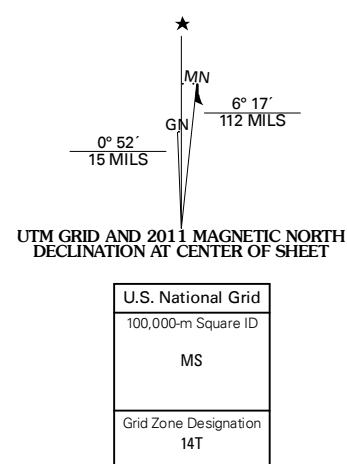 MN
6° 17´
112 MILS
GN
0° 52´
15 MILS
UTM GRID AND 2011 MAGNETIC NORTH
DECLINATION AT CENTER OF SHEET
U.S. National Grid
100,000-m Square ID
MS
Grid Zone Designation
14T